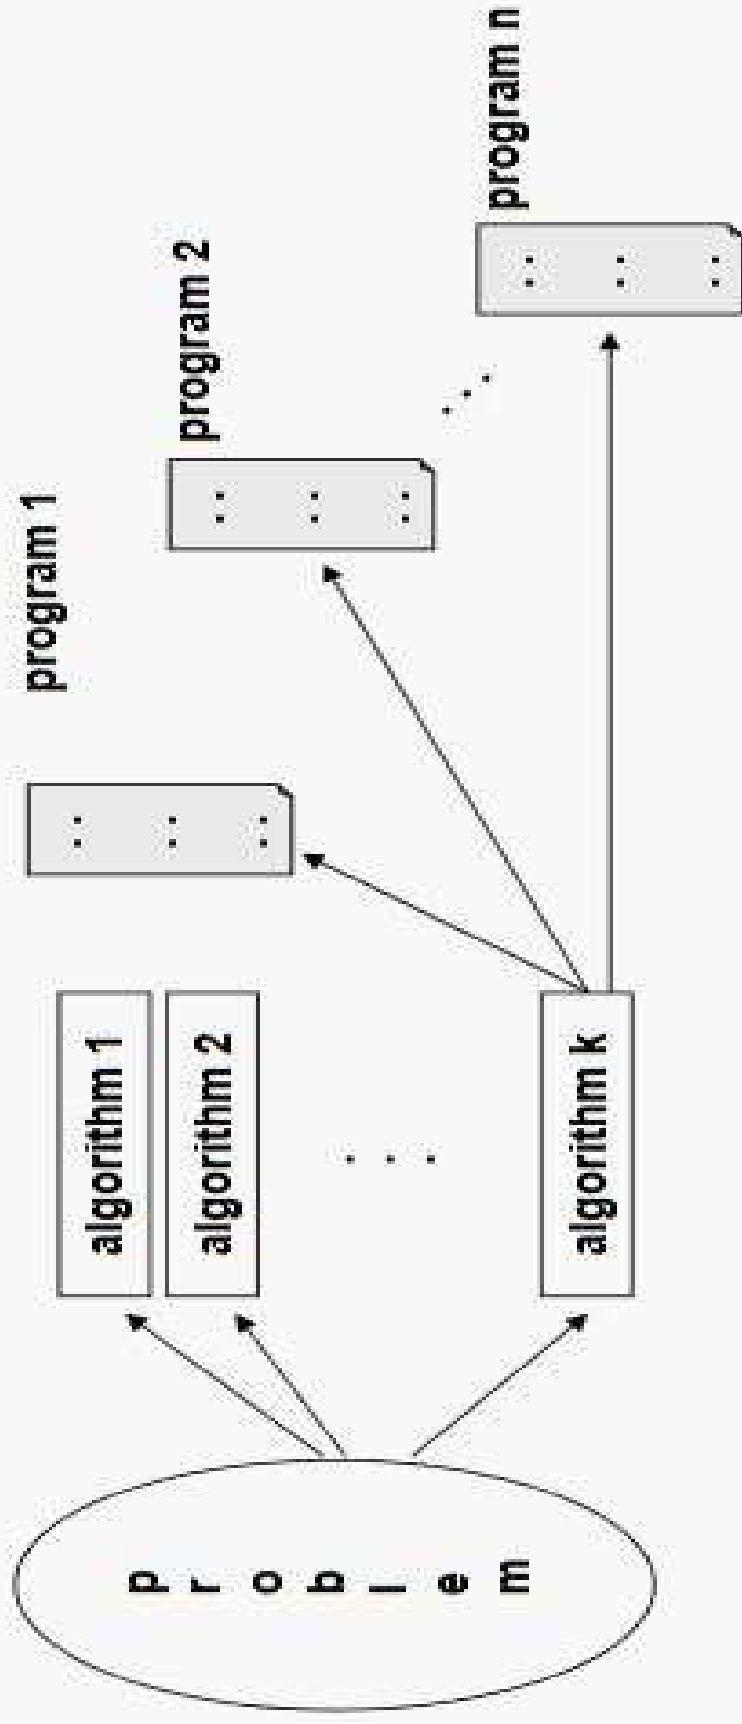 problem
algorithm 1
algorithm 2
. . .
algorithm k
program 1
program 2
. . .
program n